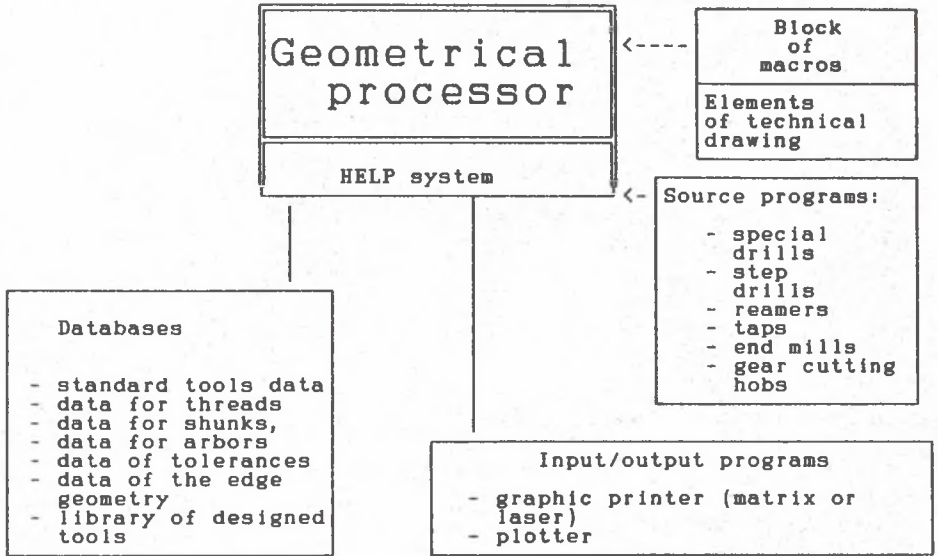 Geometrical
processor
HELP system
<----
Block
of
macros
Elements
of technical
drawing
<-
Source programs:
- special
drills
- step
drills
- reamers
- taps
- end mills
- gear cutting
hobs
Databases
- standard tools data
- data for threads
- data for shunks,
- data for arbors
- data of tolerances
- data of the edge
geometry
- library of designed
tools
Input/output programs
- graphic printer (matrix or
laser)
- plotter